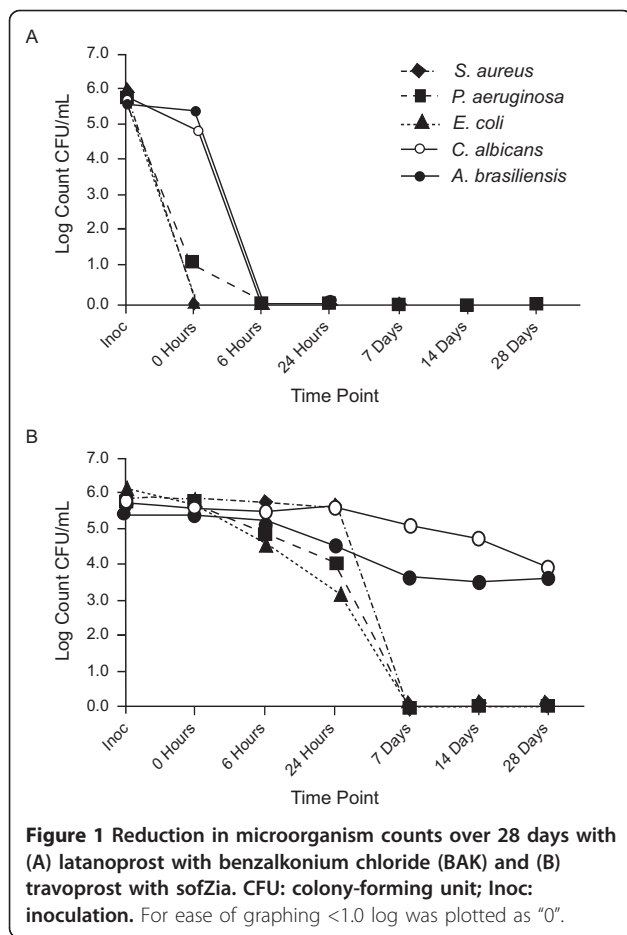 A
7.0
6.0
5.0
4.0
3.0
2.0
1.0
0.0
Log Count CFU/mL
S. aureus
P. aeruginosa
E. coli
C. albicans
A. brasiliensis
Inoc
0 Hours
6 Hours
24 Hours
7 Days
14 Days
28 Days
Time Point
B
7.0
6.0
5.0
4.0
3.0
2.0
1.0
0.0
Log Count CFU/mL
Inoc
0 Hours
6 Hours
24 Hours
7 Days
14 Days
28 Days
Time Point
Figure 1 Reduction in microorganism counts over 28 days with
(A) latanoprost with benzalkonium chloride (BAK) and (B)
travoprost with sofZia. CFU: colony-forming unit; Inoc:
inoculation. For ease of graphing <1.0 log was plotted as “0”.